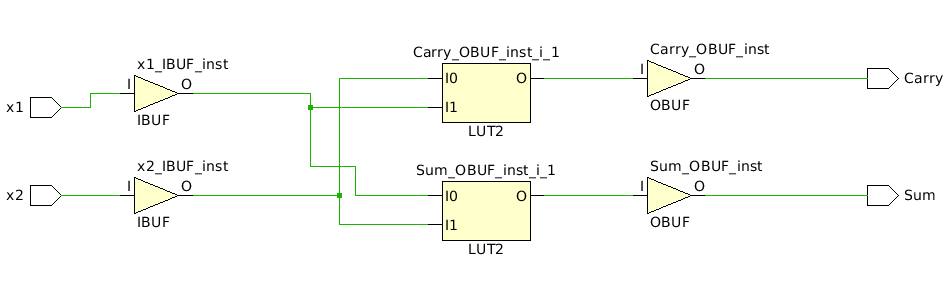 x1
x1_IBUF_inst
I
O
IBUF
x2
x2_IBUF_inst
I
O
IBUF
Carry_OBUF_inst_i_1
I0
O
I1
LUT2
Sum_OBUF_inst_i_1
I0
O
I1
LUT2
Carry_OBUF_inst
I
O
OBUF
Carry
Sum_OBUF_inst
I
O
OBUF
Sum